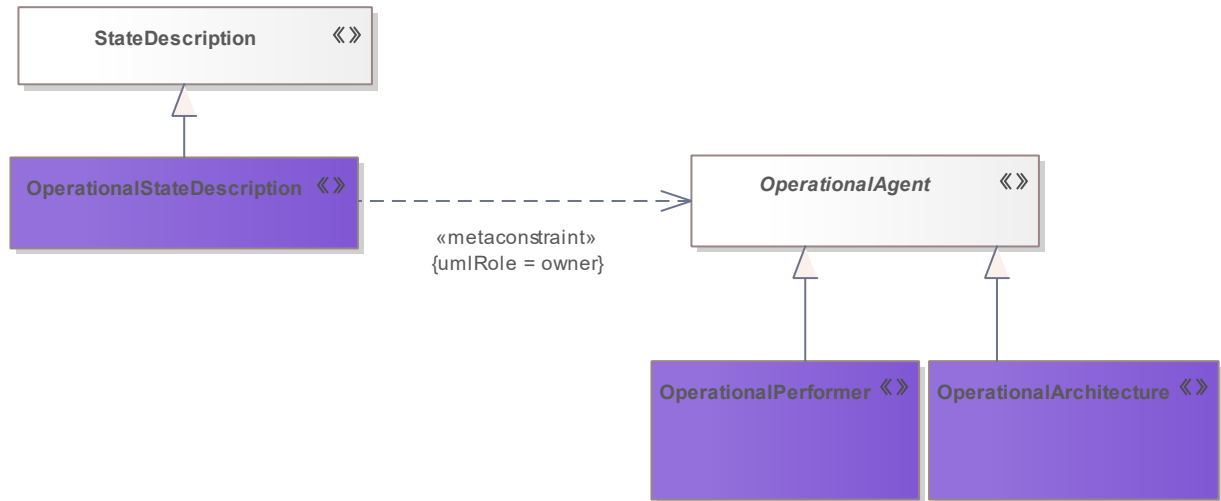 StateDescription «»
OperationalStateDescription «»
OperationalAgent «»
«metaconstraint»
{umlRole = owner}
OperationalPerformer «»
OperationalArchitecture «»